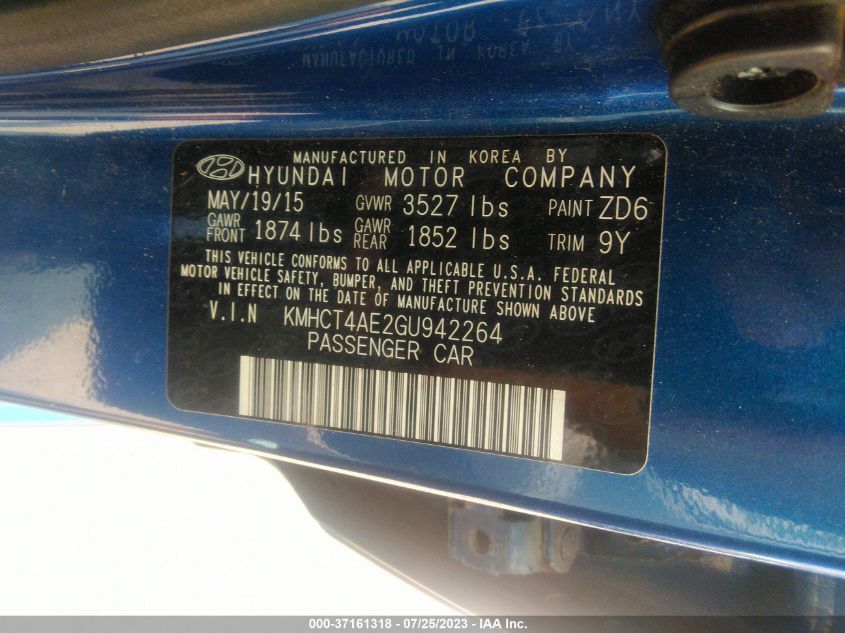 MANUFACTURED IN KOREA BY
HYUNDAI MOTOR COMPANY
MAY/19/15 GVWR 3527 lbs PAINT ZD6
GAWR FRONT 1874 lbs GAWR REAR 1852 lbs TRIM 9Y
THIS VEHICLE CONFORMS TO ALL APPLICABLE U.S.A. FEDERAL
MOTOR VEHICLE SAFETY, BUMPER, AND THEFT PREVENTION STANDARDS
IN EFFECT ON THE DATE OF MANUFACTURE SHOWN ABOVE.
V.I.N KMHCT4AE2GU942264
PASSENGER CAR
000-37161318 / 07/25/2023 - IAA Inc.